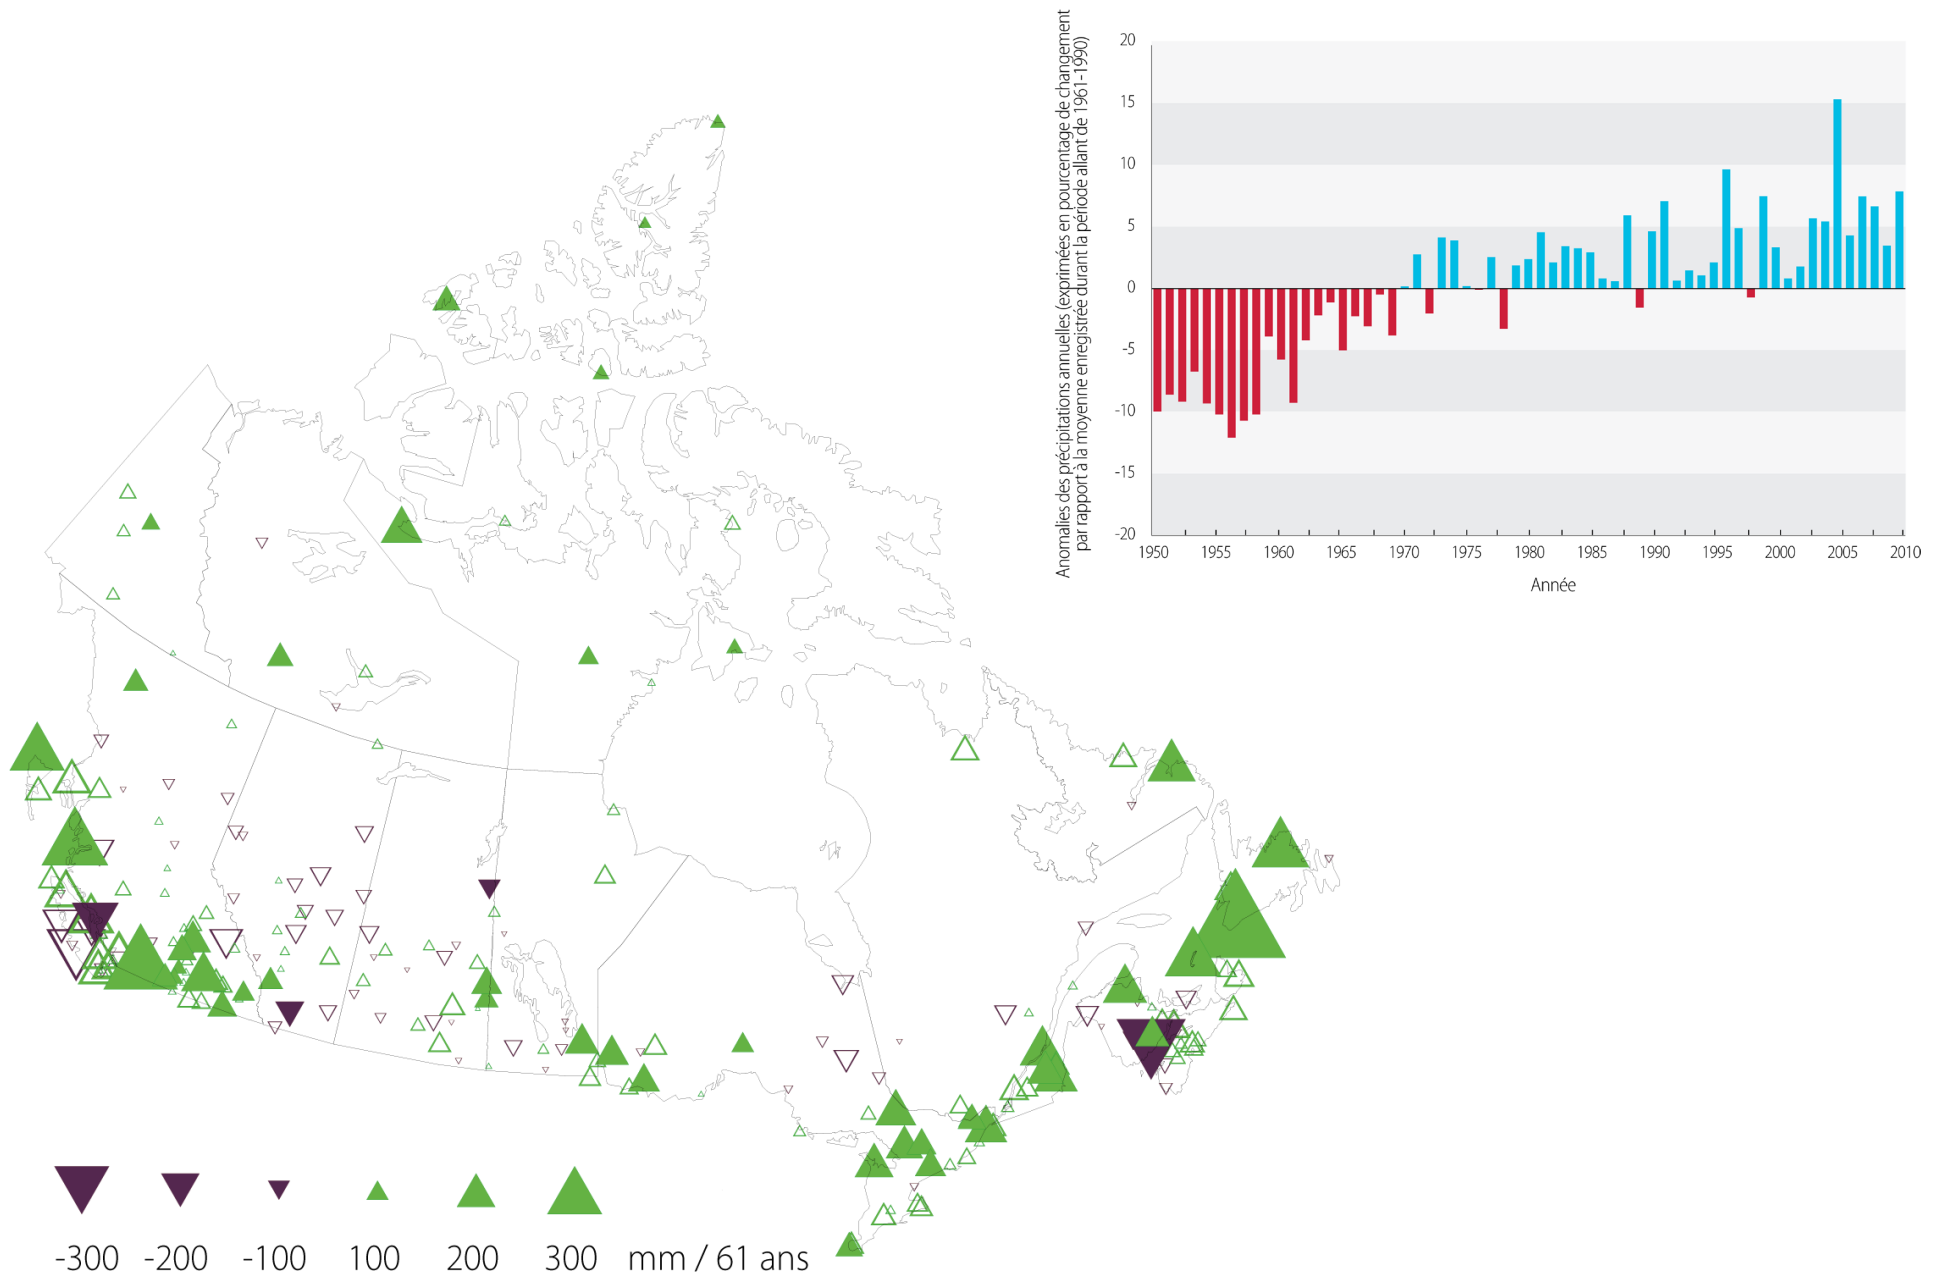 Anomalies des précipitations annuelles (exprimées en pourcentage de changement
par rapport à la moyenne enregistrée durant la période allant de 1961-1990)
20
15
10
5
0
-5
-10
-15
-20
1950 1955 1960 1965 1970 1975 1980 1985 1990 1995 2000 2005 2010
Année
-300 -200 -100 100 200 300 mm / 61 ans